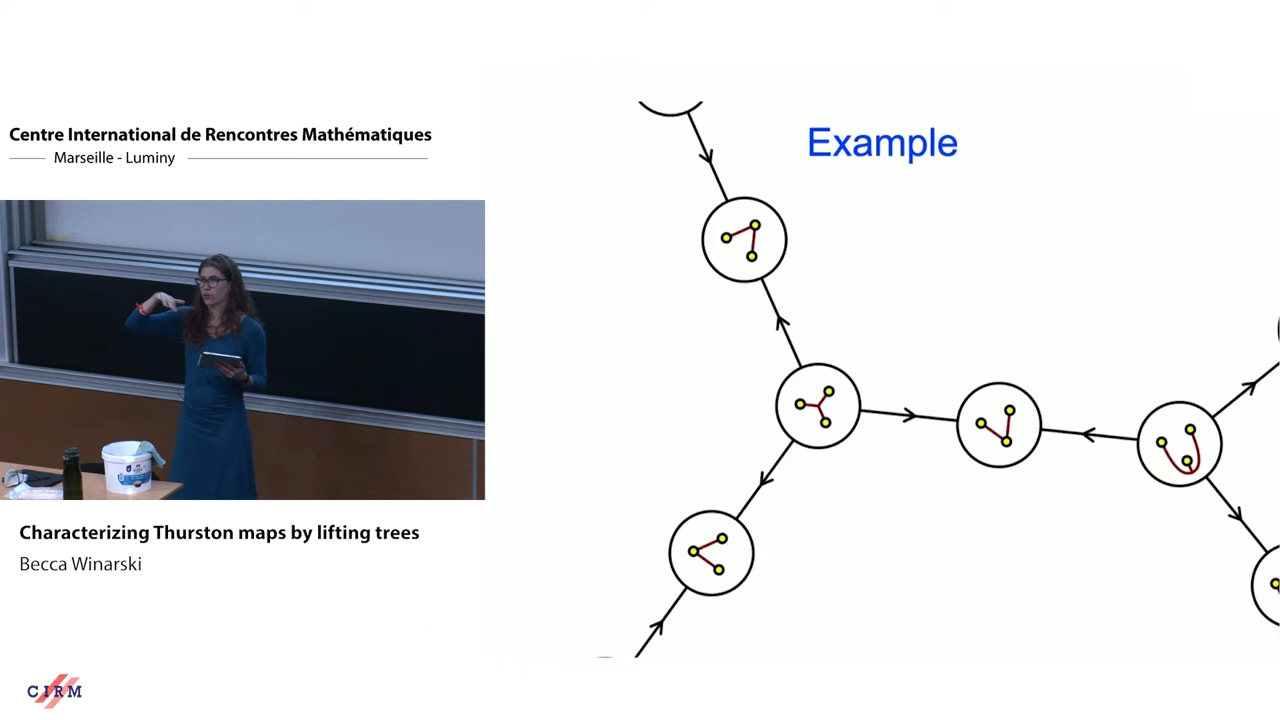 Centre International de Rencontres Mathématiques
Marseille - Luminy
Example
Characterizing Thurston maps by lifting trees
Becca Winarski
CIRM